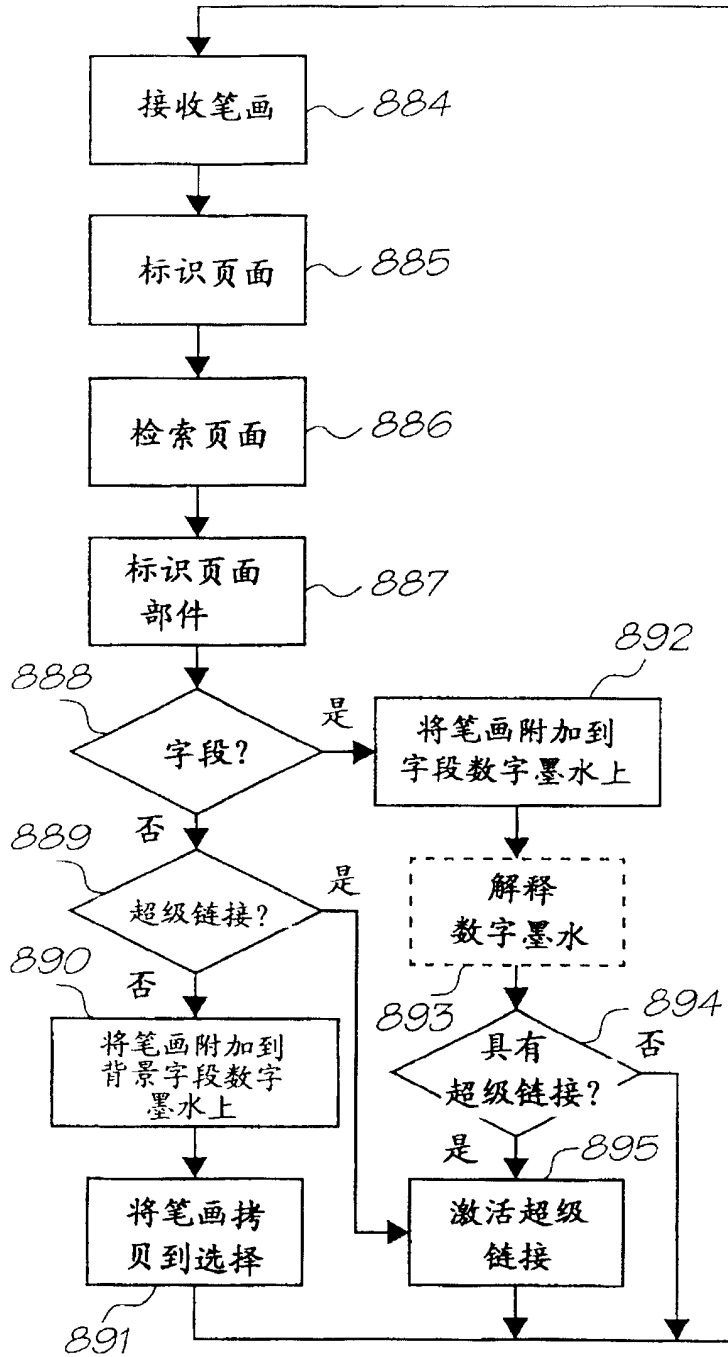 接收笔画
884
标识页面
885
检索页面
886
标识页面
部件
887
888
字段?
是
892
将笔画附加到
字段数字墨水上
否
889
超级链接?
是
解释
数字墨水
893
890
否
将笔画附加到
背景字段数字
墨水上
894
具有
超级链接?
否
是
895
将笔画拷
贝到选择
891
激活超级
链接